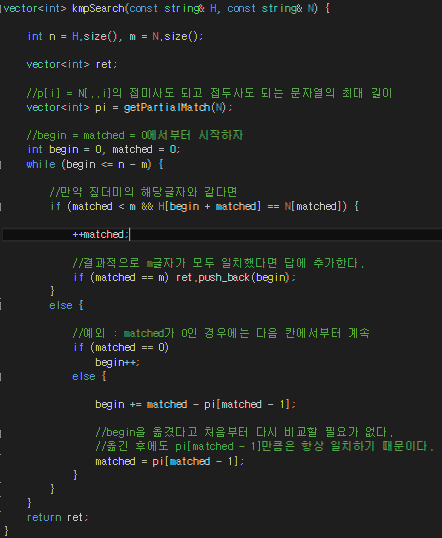 vector<int> kmpSearch(const string& H, const string& N) {
int n = H.size(), m = N.size();
vector<int> ret;
//p[i] = N[..i]의 접미사도 되고 접두사도 되는 문자열의 최대 길이
vector<int> pi = getPartialMatch(N);
//begin = matched = 0에서부터 시작하자
int begin = 0, matched = 0;
while (begin <= n - m) {
//만약 짚더미의 해당글자와 같다면
if (matched < m && H[begin + matched] == N[matched]) {
++matched;
//결과적으로 m글자가 모두 일치했다면 답에 추가한다.
if (matched == m) ret.push_back(begin);
}
else {
//예외 : matched가 0인 경우에는 다음 칸에서부터 계속
if (matched == 0)
begin++;
else {
begin += matched - pi[matched - 1];
//begin을 옮겼다고 처음부터 다시 비교할 필요가 없다.
//옮긴 후에도 pi[matched - 1]만큼은 항상 일치하기 때문이다.
matched = pi[matched - 1];
}
}
}
return ret;
}